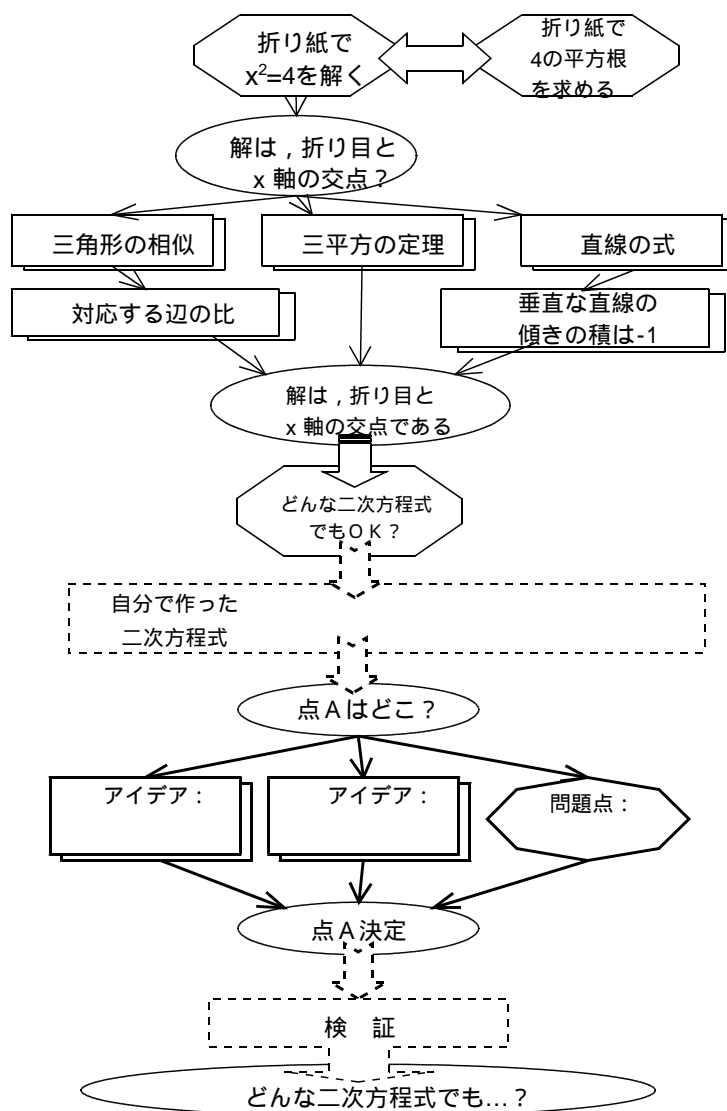 折り紙で
x²=4を解く
折り紙で
4の平方根
を求める
解は，折り目と
x 軸の交点？
三角形の相似
三平方の定理
直線の式
対応する辺の比
垂直な直線の
傾きの積は-1
解は，折り目と
x 軸の交点である
どんな二次方程式
でもＯＫ？
自分で作った
二次方程式
点Ａはどこ？
アイデア：
アイデア：
問題点：
点Ａ決定
検　証
どんな二次方程式でも…？